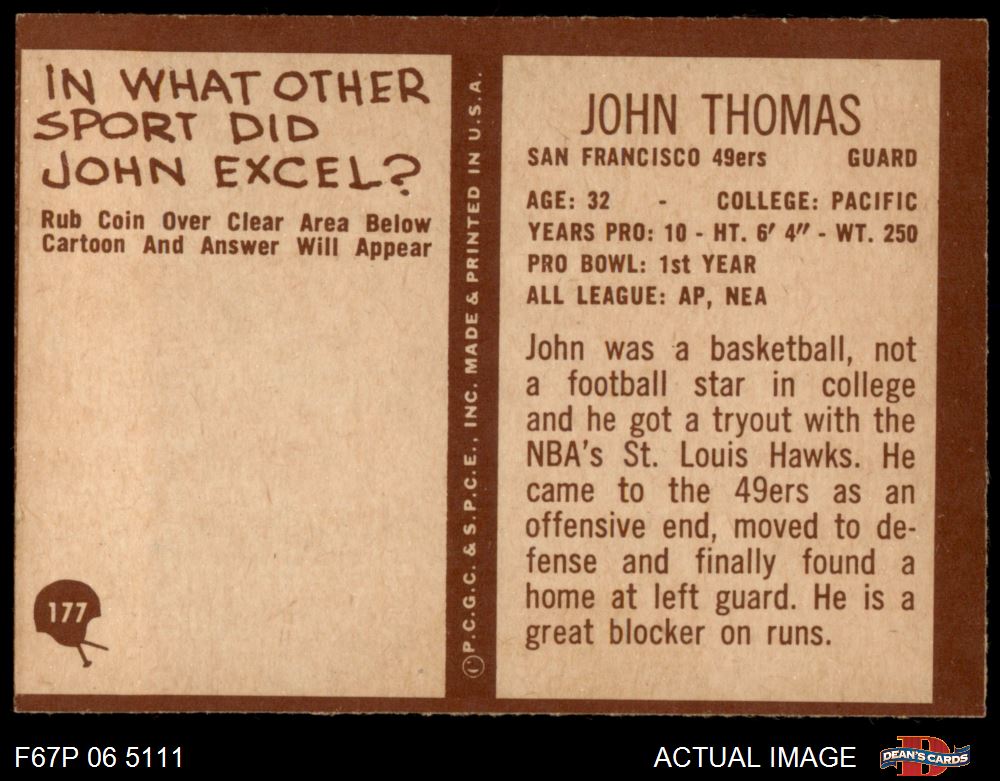 IN WHAT OTHER
SPORT DID
JOHN EXCEL?
Rub Coin Over Clear Area Below
Cartoon And Answer Will Appear
177
©P.C.G.C. & S.P.C.E., INC. MADE & PRINTED IN U.S.A.
JOHN THOMAS
SAN FRANCISCO 49ers GUARD
AGE: 32 - COLLEGE: PACIFIC
YEARS PRO: 10 - HT. 6' 4" - WT. 250
PRO BOWL: 1st YEAR
ALL LEAGUE: AP, NEA
John was a basketball, not
a football star in college
and he got a tryout with the
NBA's St. Louis Hawks. He
came to the 49ers as an
offensive end, moved to de-
fense and finally found a
home at left guard. He is a
great blocker on runs.
F67P 06 5111
ACTUAL IMAGE
DEAN'S CARDS